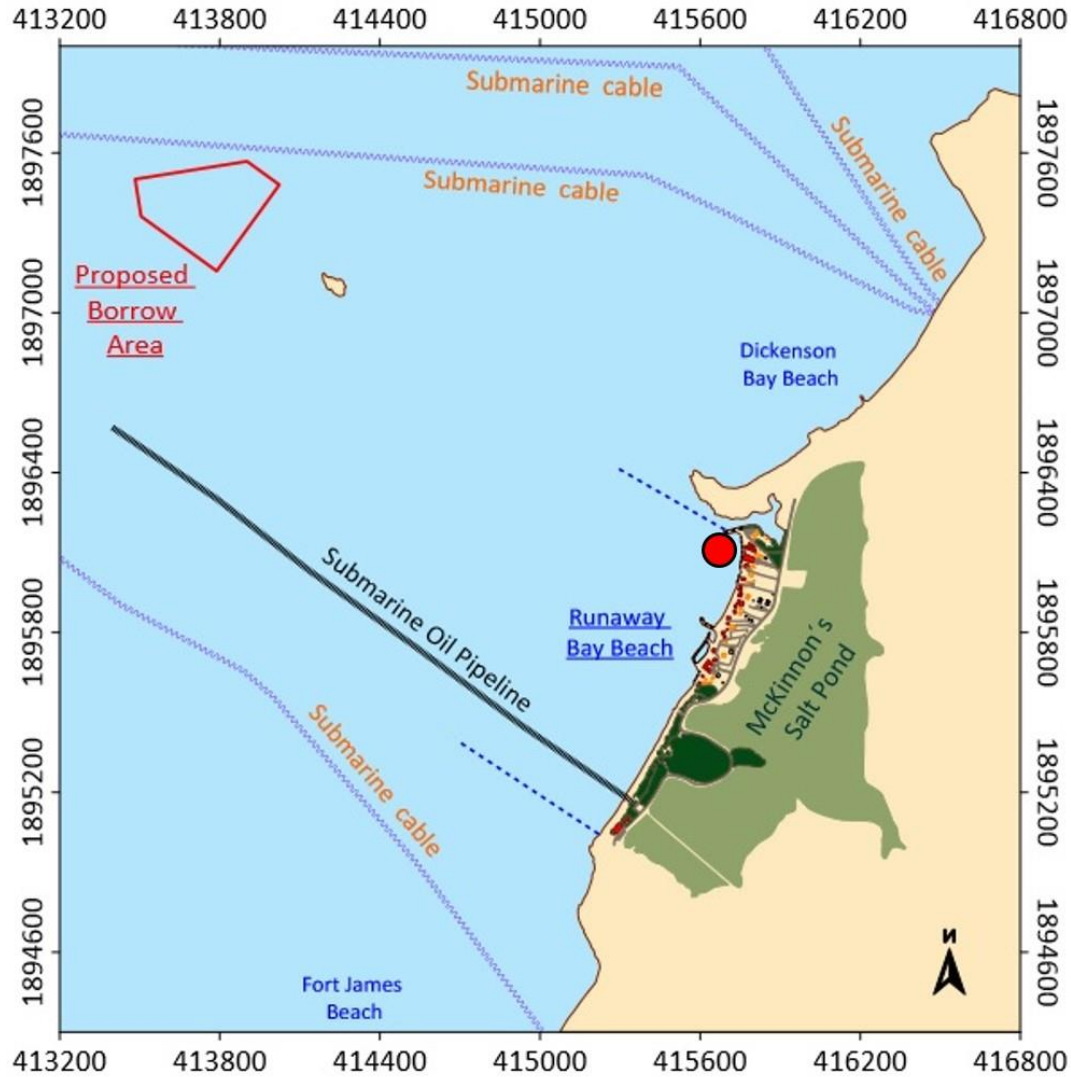 413200 413800 414400 415000 415600 416200 416800
Submarine cable
Submarine cable
Submarine cable
1897600
1897600
Proposed
Borrow
Area
1897000
1897000
Dickenson
Bay Beach
1896400
1896400
Submarine Oil Pipeline
Runaway
Bay Beach
McKinnon´s
Salt Pond
1895800
1895800
Submarine cable
1895200
1895200
1894600
1894600
N
Fort James
Beach
413200 413800 414400 415000 415600 416200 416800